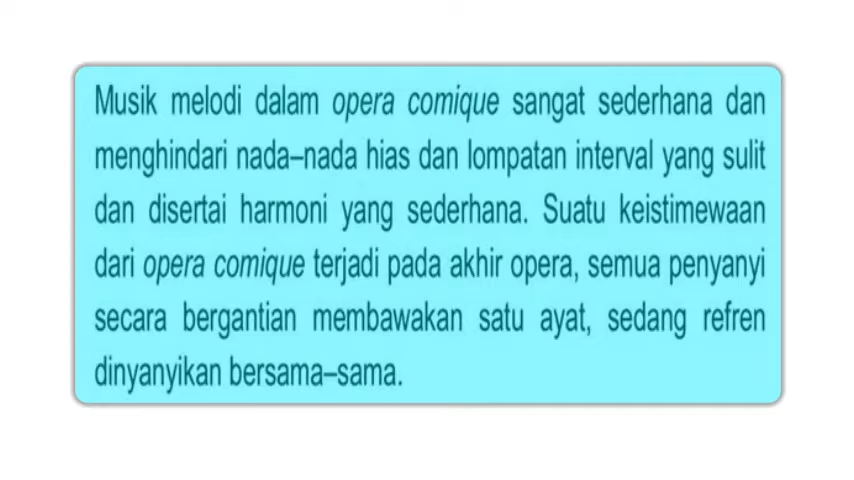 Musik melodi dalam opera comique sangat sederhana dan
menghindari nada–nada hias dan lompatan interval yang sulit
dan disertai harmoni yang sederhana. Suatu keistimewaan
dari opera comique terjadi pada akhir opera, semua penyanyi
secara bergantian membawakan satu ayat, sedang refren
dinyanyikan bersama–sama.